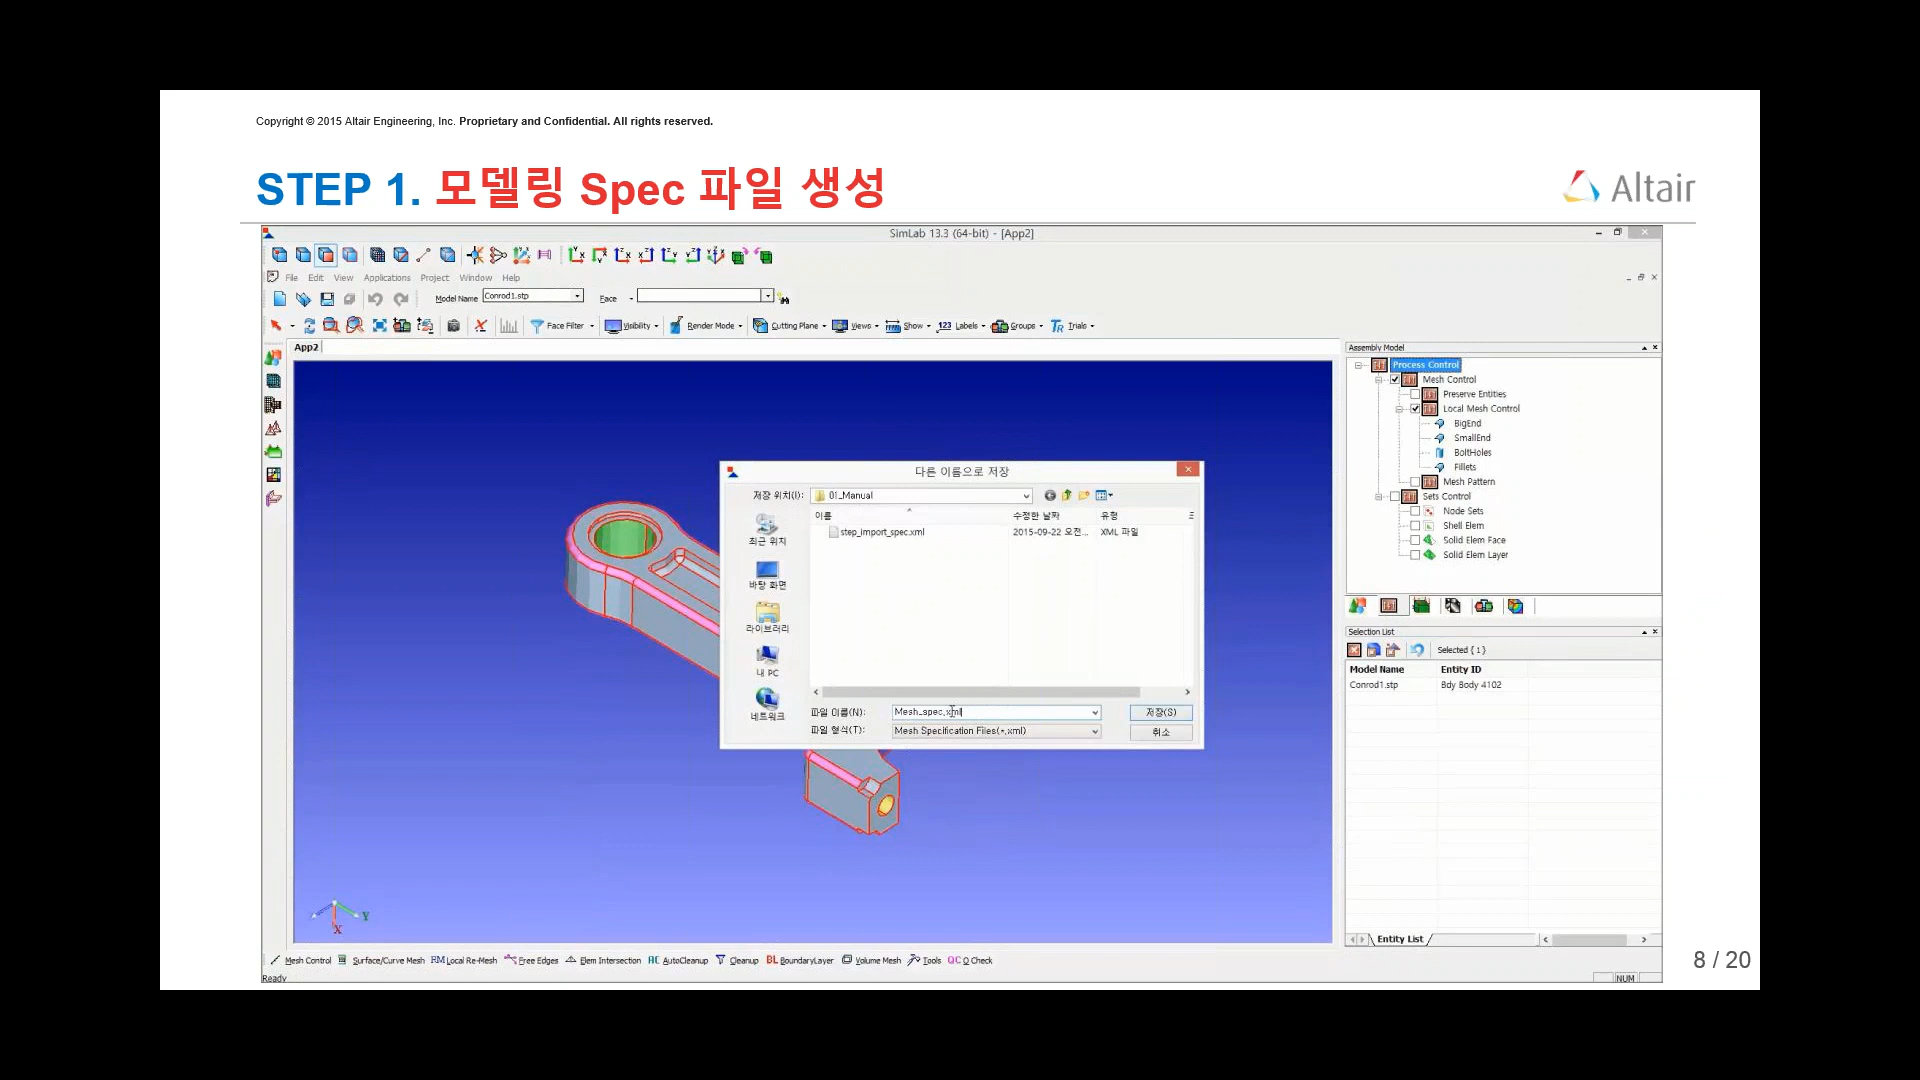 Copyright © 2015 Altair Engineering, Inc. Proprietary and Confidential. All rights reserved.
STEP 1. 모델링 Spec 파일 생성
Altair
SimLab 13.3 (64-bit) - [App2]
File Edit View Applications Project Window Help
Model Name Conrod1.stp Face
Face Filter Visibility Render Mode Cutting Plane Views Show 123 Labels Groups TR Trials
App2
Assembly Model
Process Control
Mesh Control
Preserve Entities
Local Mesh Control
BigEnd
SmallEnd
BoltHoles
Fillets
Mesh Pattern
Sets Control
Node Sets
Shell Elem
Solid Elem Face
Solid Elem Layer
다른 이름으로 저장
저장 위치(I): 01_Manual
이름 수정한 날짜 유형
step_import_spec.xml 2015-09-22 오전... XML 파일
최근 위치
바탕 화면
라이브러리
내 PC
네트워크
파일 이름(N): Mesh_spec.xml 저장(S)
파일 형식(T): Mesh Specification Files(*.xml) 취소
Selection List
Selected { 1 }
Model Name Entity ID
Conrod1.stp Bdy Body 4102
Entity List
X Y
Mesh Control Surface/Curve Mesh RM Local Re-Mesh Free Edges Elem Intersection AC AutoCleanup Cleanup BL BoundaryLayer Volume Mesh Tools QC Q Check
Ready NUM
8 / 20